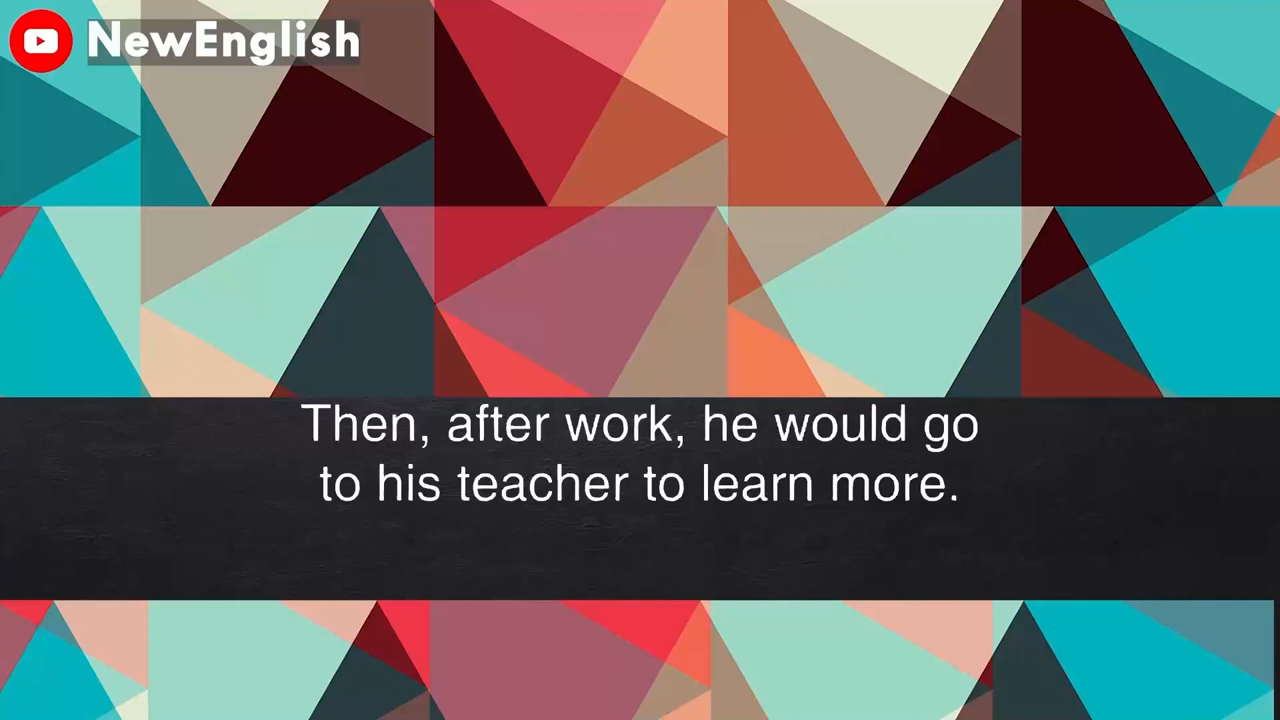 NewEnglish
Then, after work, he would go
to his teacher to learn more.